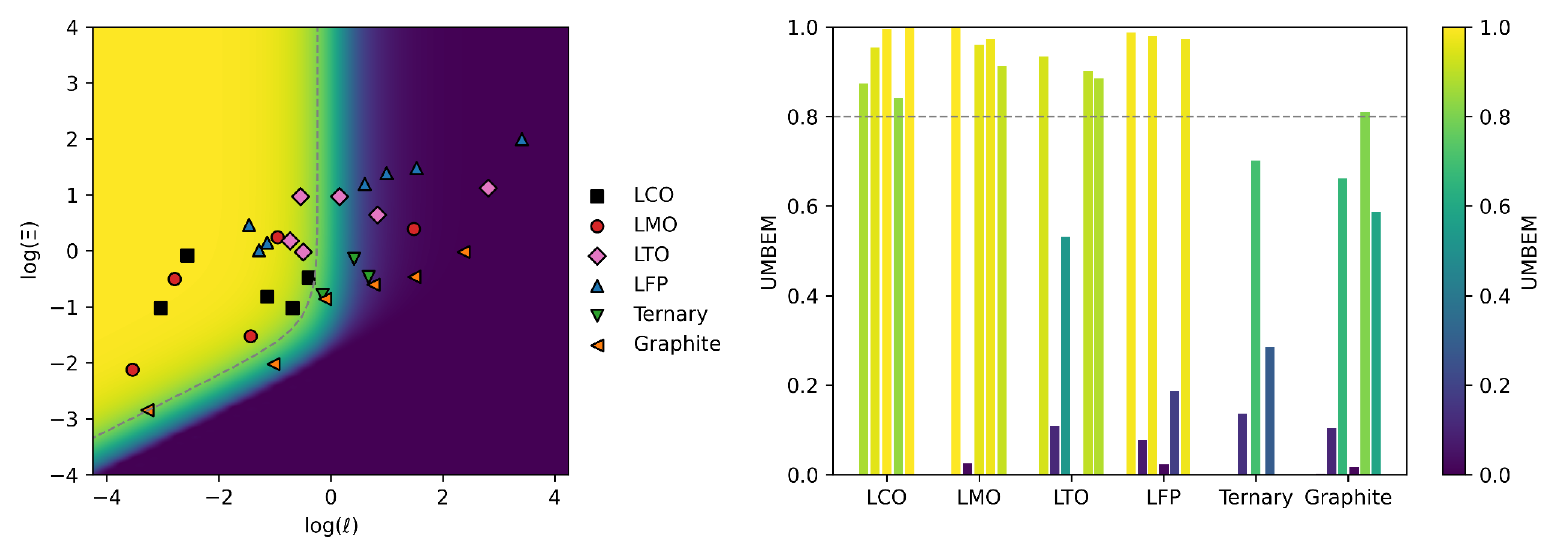 4
3
2
1
0
−1
−2
−3
−4
log(Ξ)
−4 −2 0 2 4
log(ℓ)
LCO
LMO
LTO
LFP
Ternary
Graphite
1.0
0.8
0.6
0.4
0.2
0.0
UMBEM
LCO LMO LTO LFP Ternary Graphite
1.0
0.8
0.6
0.4
0.2
0.0
UMBEM